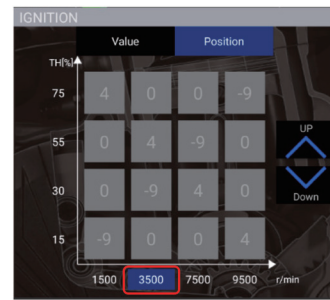 IGNITION
Value Position
TH[%]
75 4 0 0 -9
55 0 4 -9 0
UP
Down
30 0 -9 4 0
15 -9 0 0 4
1500 3500 7500 9500 r/min